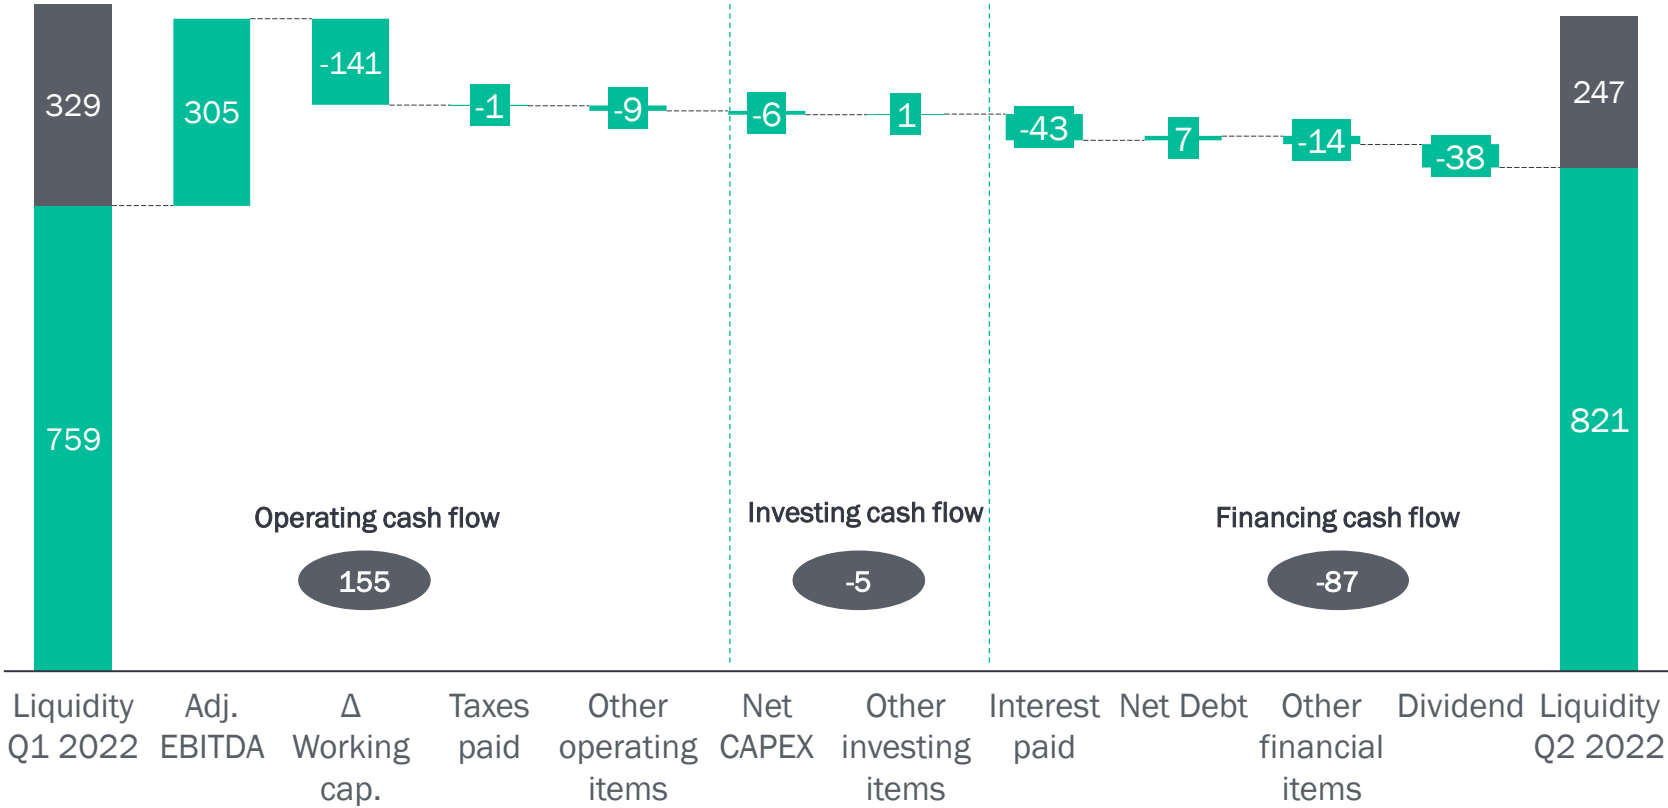 329
759
305
-141
-1
-9
-6
1
-43
7
-14
-38
247
821
Operating cash flow
155
Investing cash flow
-5
Financing cash flow
-87
Liquidity
Q1 2022
Adj.
EBITDA
Δ
Working
cap.
Taxes
paid
Other
operating
items
Net
CAPEX
Other
investing
items
Interest
paid
Net Debt
Other
financial
items
Dividend
Liquidity
Q2 2022